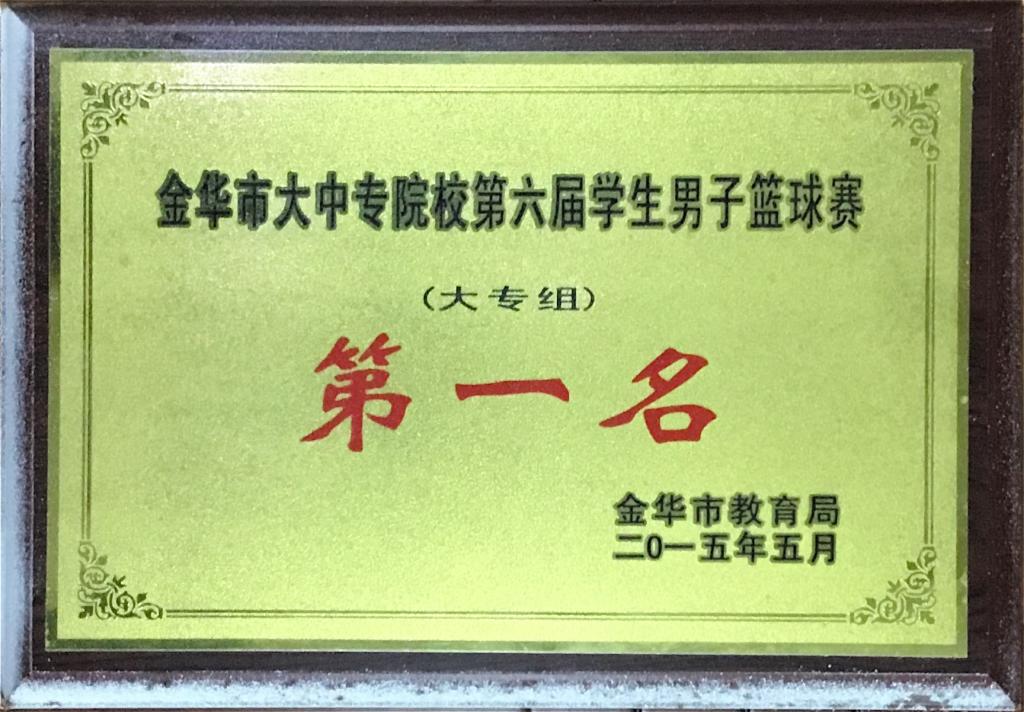 金华市大中专院校第六届学生男子篮球赛
（大专组）
第一名
金华市教育局
二0一五年五月